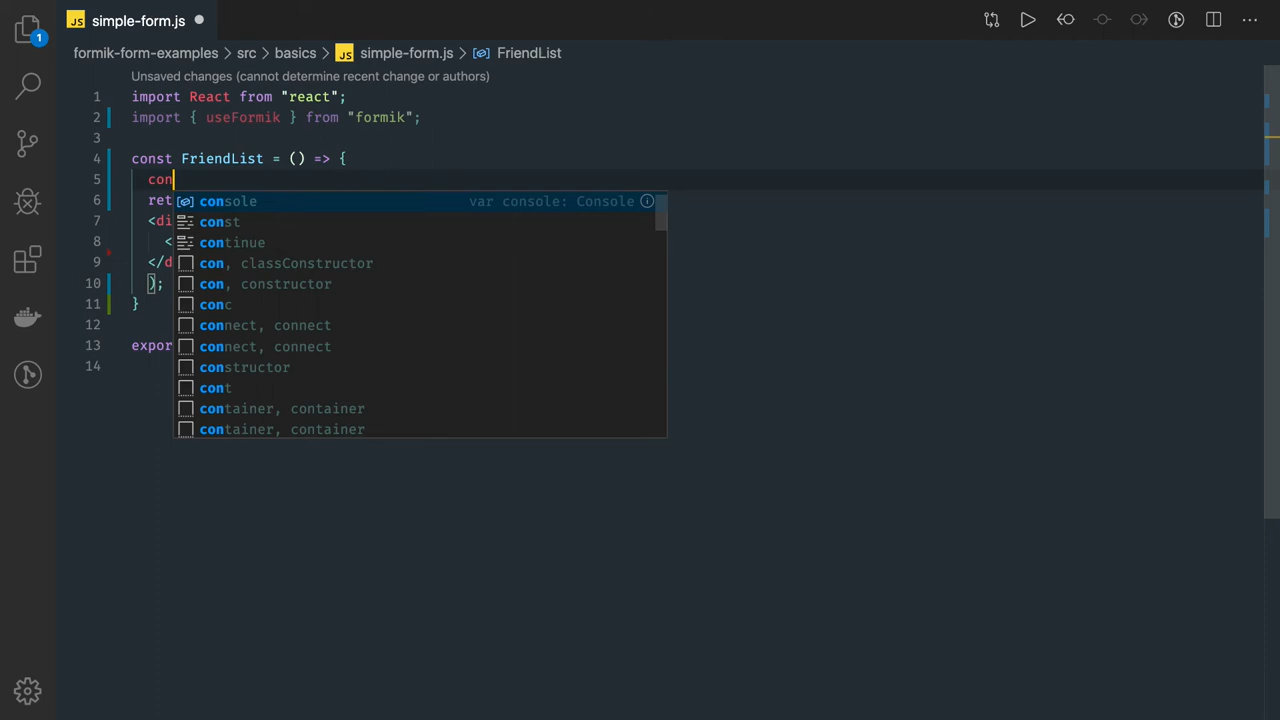 JS simple-form.js
1
formik-form-examples > src > basics > JS simple-form.js > FriendList
Unsaved changes (cannot determine recent change or authors)
1 import React from "react";
2 import { useFormik } from "formik";
3
4 const FriendList = () => {
5 con
6 ret
7 <di
8 <
9 </d
10 );
11 }
12
13 expor
14
console var console: Console
const
continue
con, classConstructor
con, constructor
conc
connect, connect
connect, connect
constructor
cont
container, container
container, container